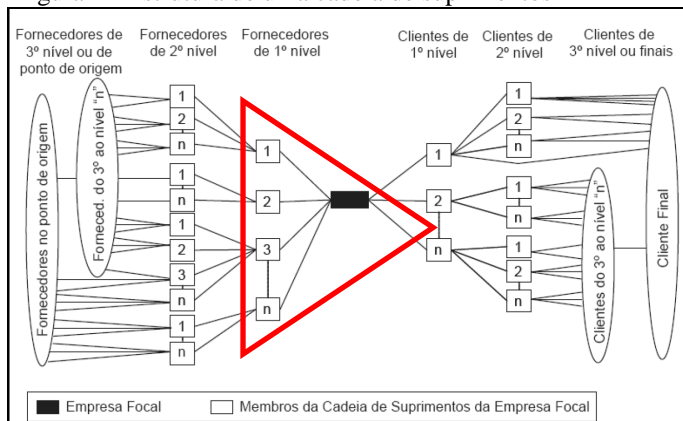 Fornecedores de
3º nível ou de
ponto de origem
Fornecedores
de 2º nível
Fornecedores
de 1º nível
Clientes de
1º nível
Clientes de
2º nível
Clientes de
3º nível ou finais
Fornecedores no ponto de origem
Forneced. do 3º ao nível “n”
1
2
n
1
n
1
2
3
n
1
n
1
2
3
n
1
2
n
1
2
n
1
n
1
2
n
Clientes do 3º ao nível “n”
Cliente Final
Empresa Focal
Membros da Cadeia de Suprimentos da Empresa Focal